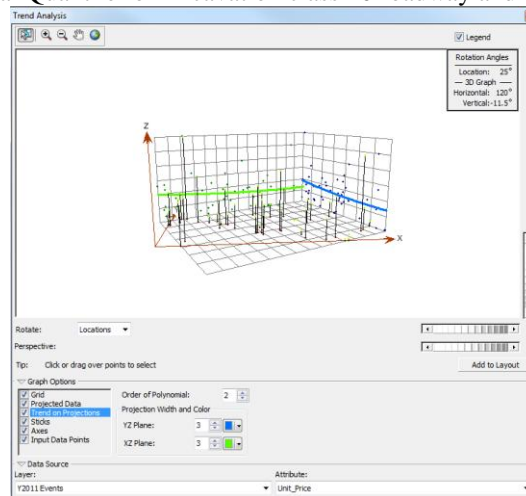 Trend Analysis
Legend
Rotation Angles
Location: 25°
— 3D Graph —
Horizontal: 120°
Vertical:-11.5°
Z
X
Rotate: Locations
Perspective:
Tip: Click or drag over points to select
Add to Layout
Graph Options
Grid
Projected Data
Trend on Projections
Sticks
Axes
Input Data Points
Order of Polynomial: 2
Projection Width and Color
YZ Plane: 3
XZ Plane: 3
Data Source
Layer: Attribute:
Y2011 Events Unit_Price